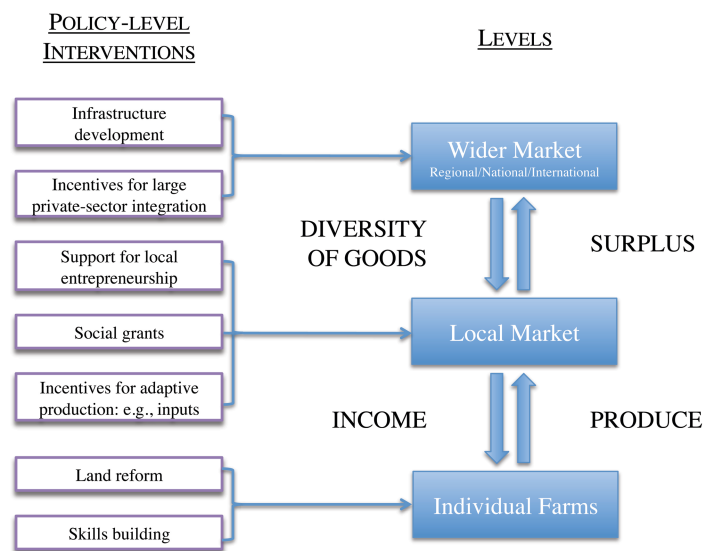 POLICY-LEVEL
INTERVENTIONS
LEVELS
Infrastructure
development
Incentives for large
private-sector integration
Support for local
entrepreneurship
Social grants
Incentives for adaptive
production: e.g., inputs
Land reform
Skills building
Wider Market
Regional/National/International
DIVERSITY
OF GOODS
SURPLUS
Local Market
INCOME
PRODUCE
Individual Farms